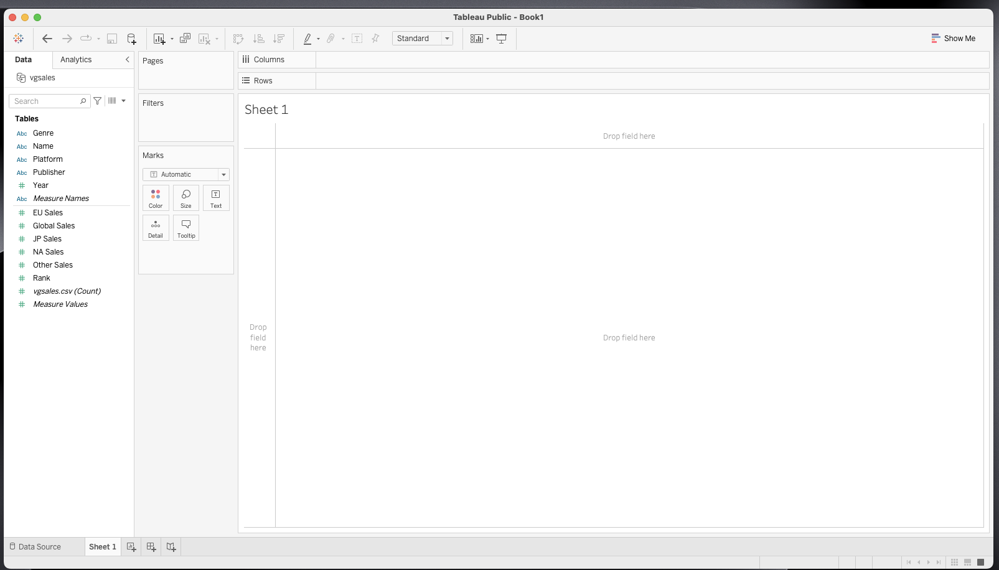 Tableau Public - Book1
Standard
Show Me
Data
Analytics
vgsales
Search
Tables
Abc Genre
Abc Name
Abc Platform
Abc Publisher
Year
Abc Measure Names
EU Sales
Global Sales
JP Sales
NA Sales
Other Sales
Rank
vgsales.csv (Count)
Measure Values
Pages
Filters
Marks
T Automatic
Color
Size
T
Text
Detail
Tooltip
Columns
Rows
Sheet 1
Drop field here
Drop
field
here
Drop field here
Data Source
Sheet 1